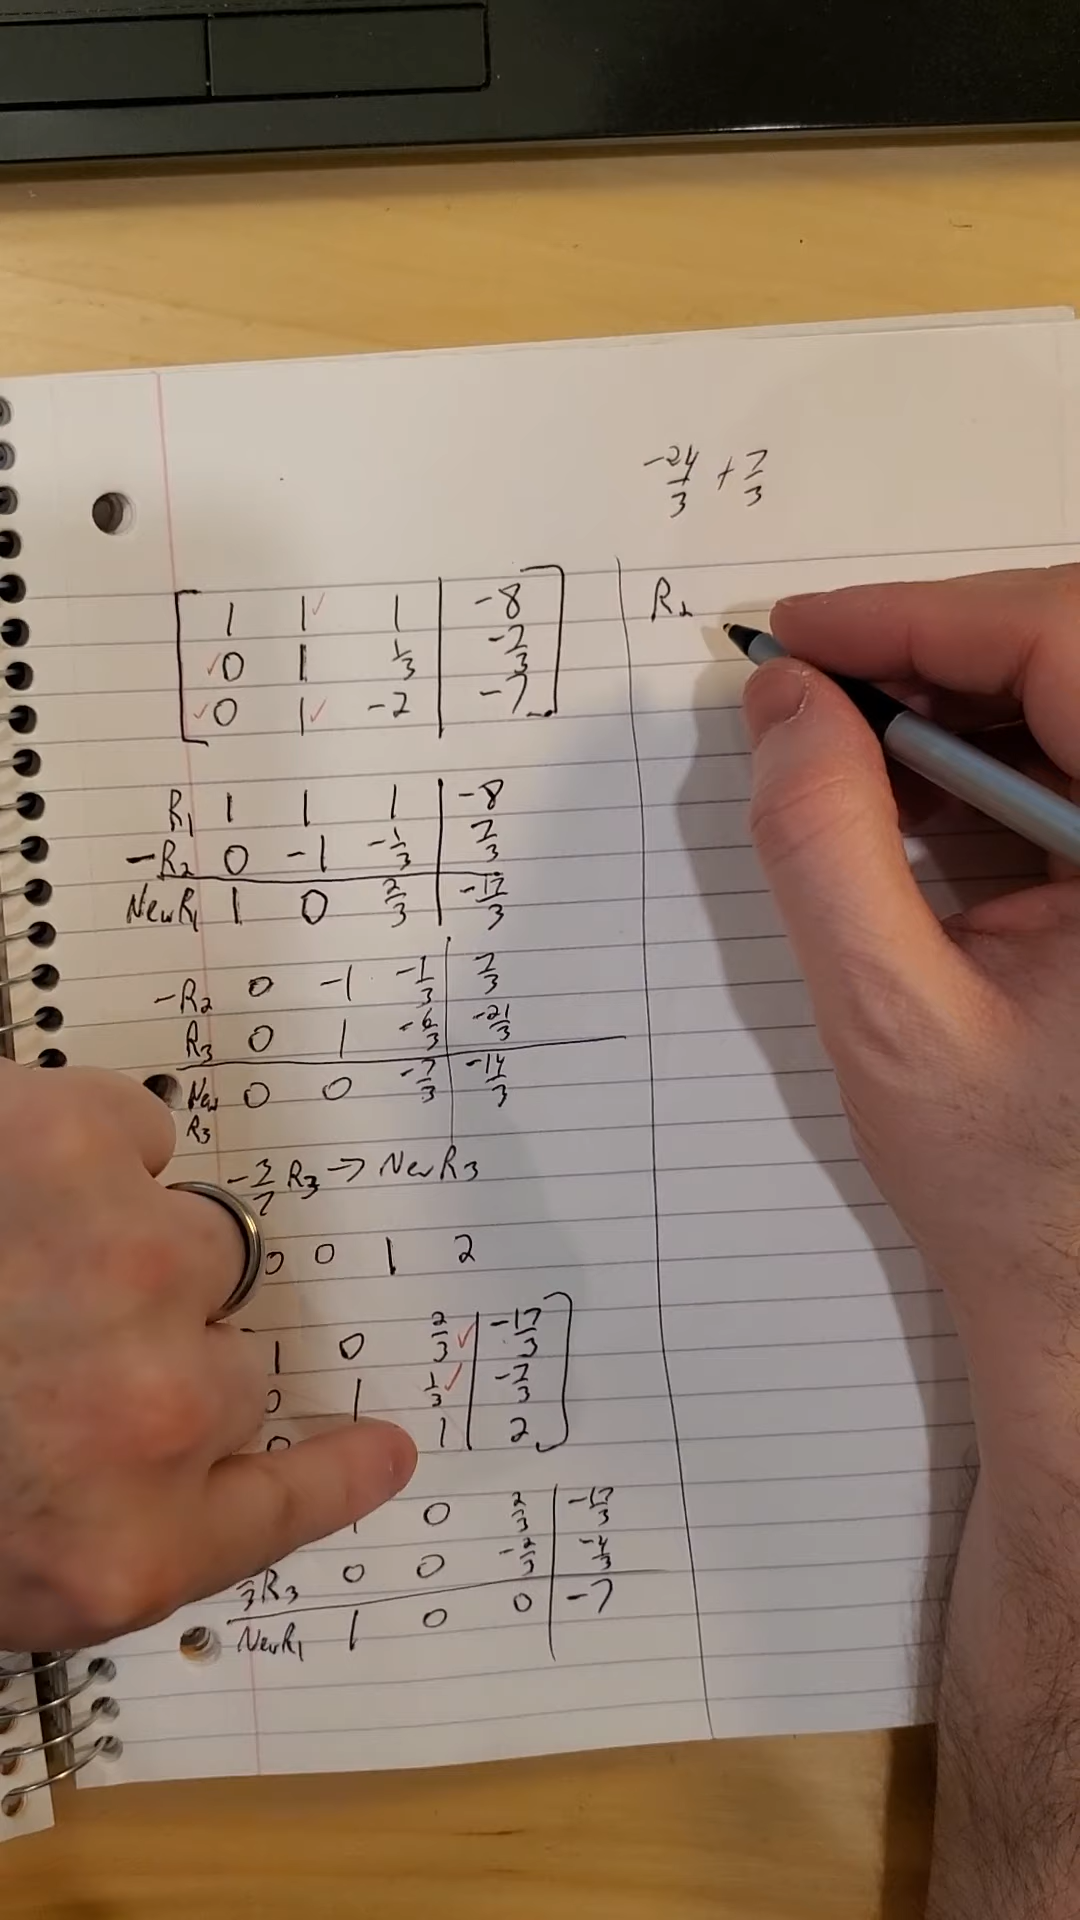 -24/3 + 7/3
1 1 1 | -8
0 1 1/3 | -7/3
0 1 -2 | -7
R1 1 1 1 | -8
-R2 0 -1 -1/3 | 7/3
New R1 1 0 2/3 | -17/3
-R2 0 -1 -1/3 | 7/3
R3 0 1 -6/3 | -21/3
New R3 0 0 -7/3 | -14/3
-3/7 R3 → New R3
0 0 1 2
1 0 2/3 | -17/3
0 1 1/3 | -7/3
0 1 | 2
1 0 2/3 | -17/3
R3 0 0 -2/3 | -4/3
New R1 1 0 0 | -7
R2